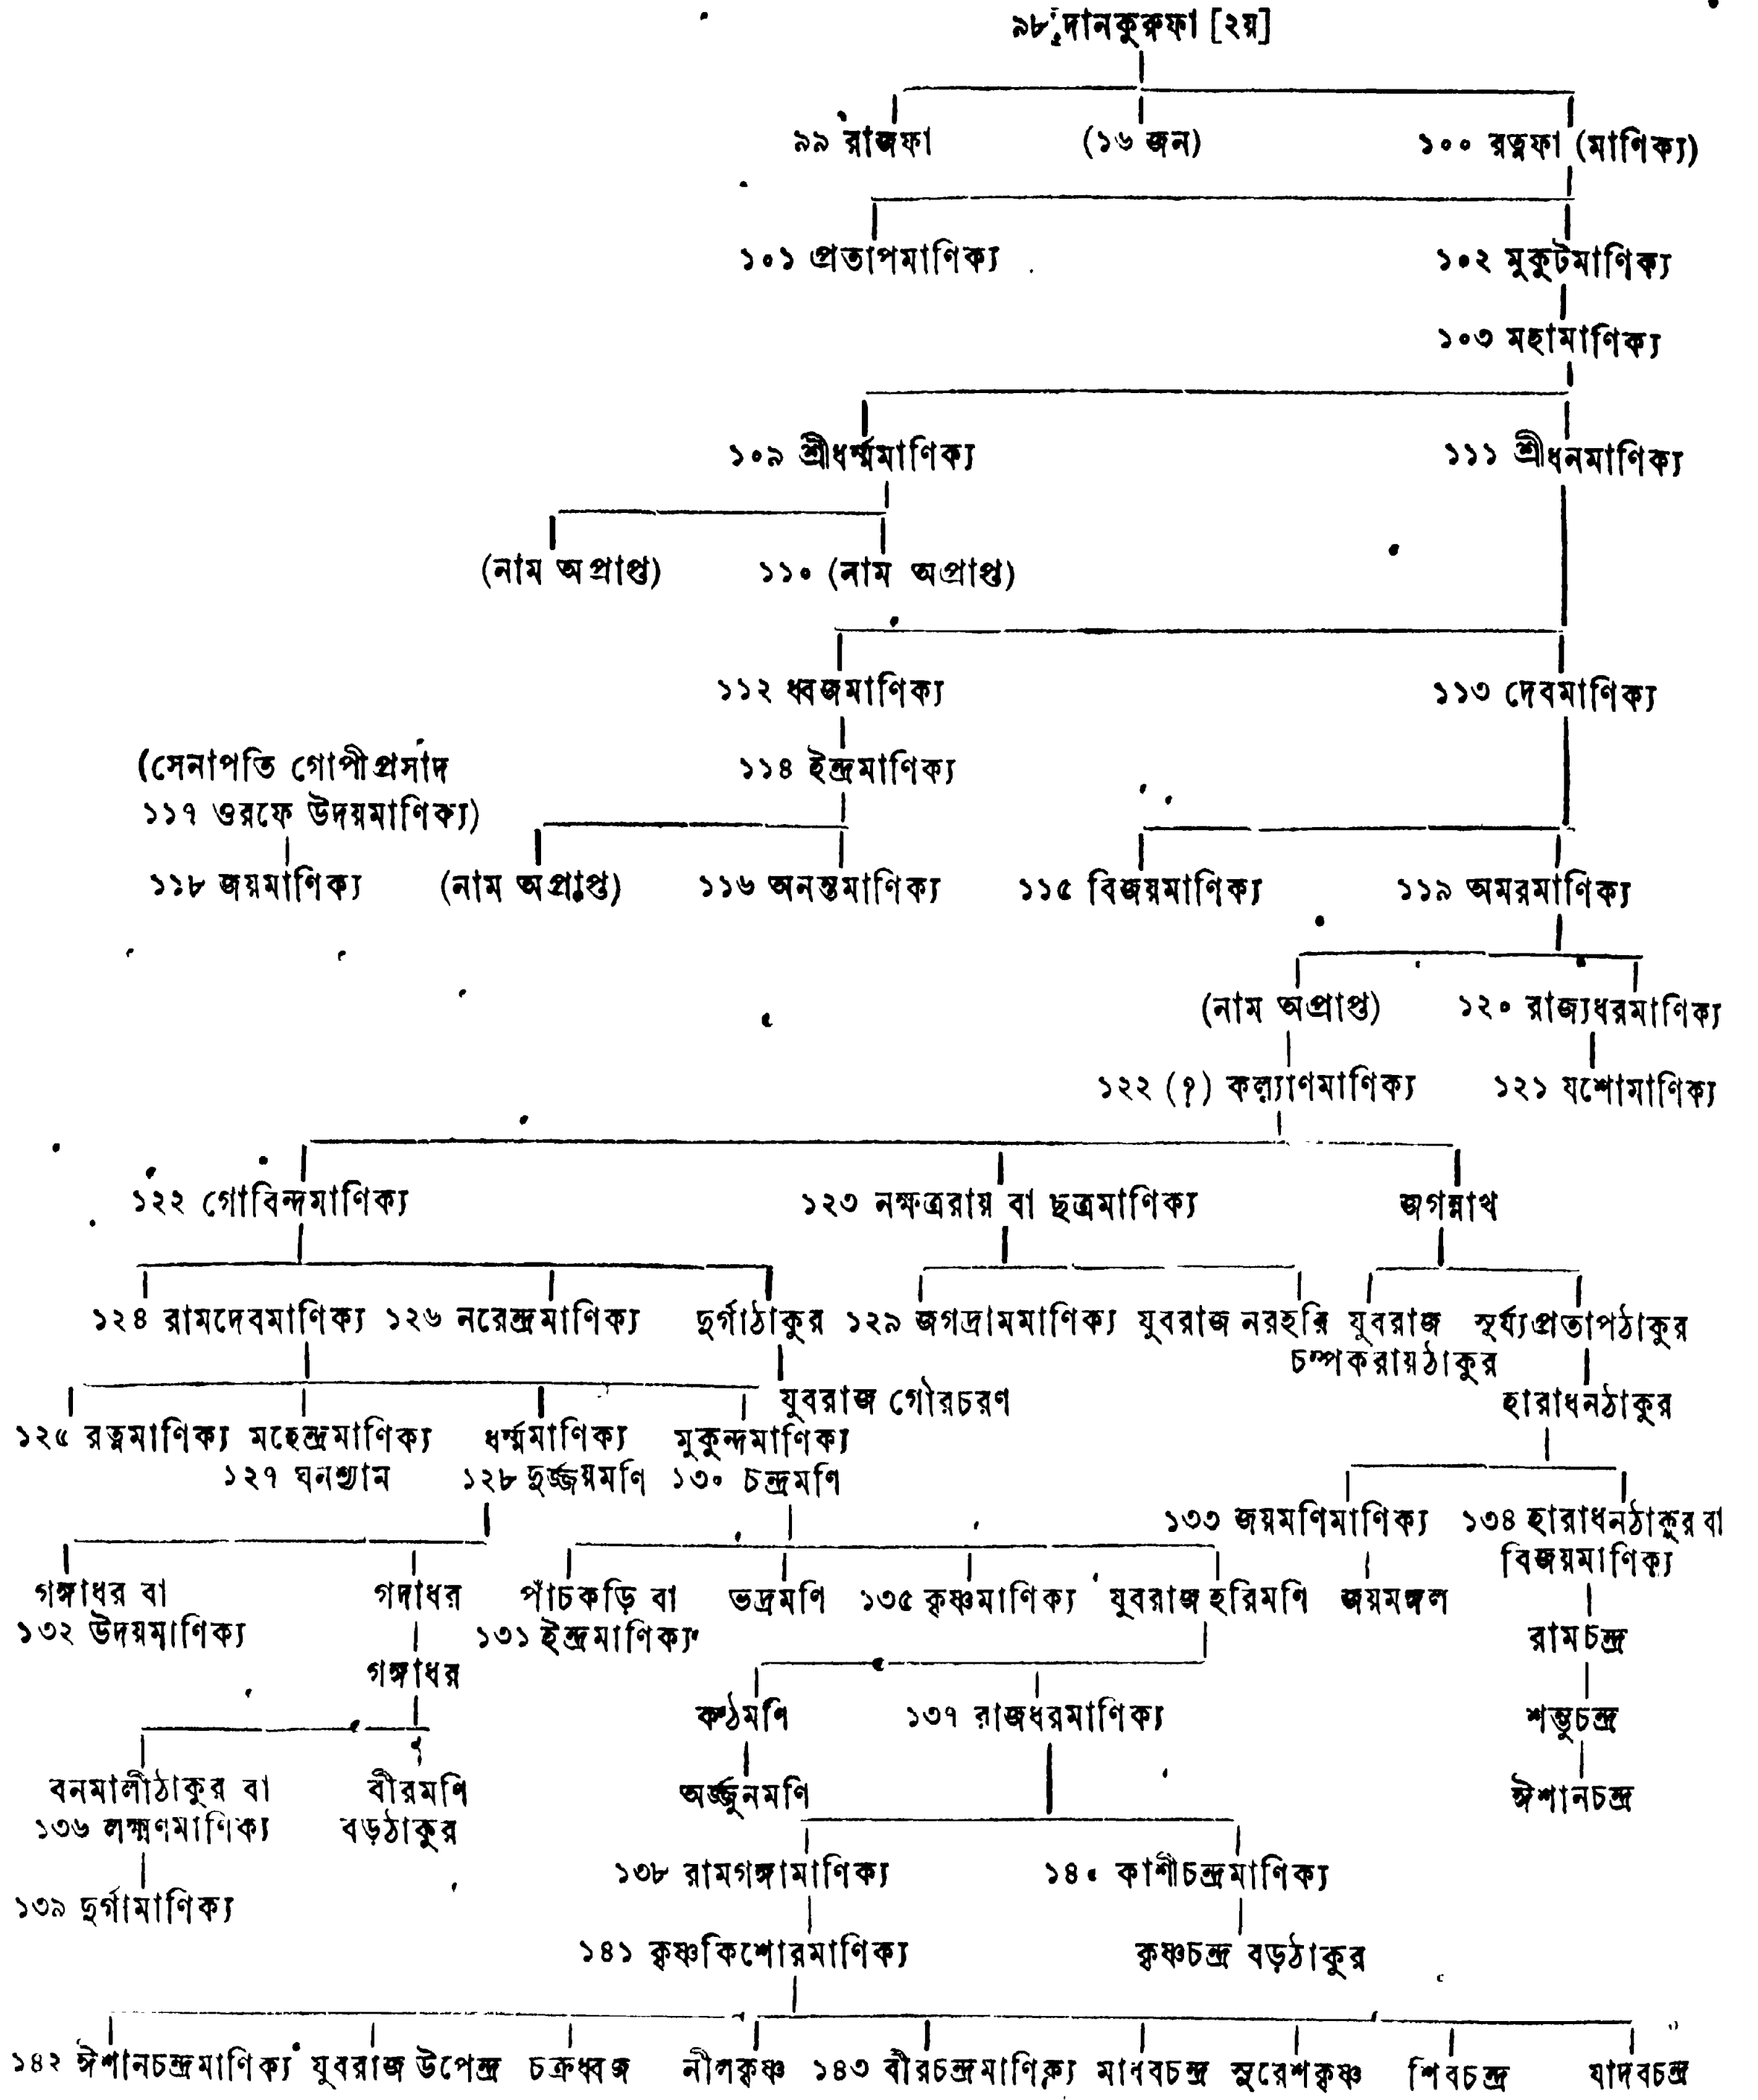 ৯৮ দানকুরুফা [২য়]
৯৯ রাজফা (১৬ জন) ১০০ রত্নফা (মাণিক্য)
১০১ প্রতাপমাণিক্য ১০২ মুকুটমাণিক্য
১০৩ মহামাণিক্য
১০৯ শ্রীধর্ম্মমাণিক্য ১১১ শ্রীধনমাণিক্য
(নাম অপ্রাপ্ত) ১১০ (নাম অপ্রাপ্ত)
১১২ ধ্বজমাণিক্য ১১৩ দেবমাণিক্য
(সেনাপতি গোপীপ্রসাদ ১১৪ ইন্দ্রমাণিক্য
১১৭ ওরফে উদয়মাণিক্য)
১১৮ জয়মাণিক্য (নাম অপ্রাপ্ত) ১১৬ অনন্তমাণিক্য ১১৫ বিজয়মাণিক্য ১১৯ অমরমাণিক্য
(নাম অপ্রাপ্ত) ১২০ রাজ্যধরমাণিক্য
১২২ (?) কল্যাণমাণিক্য ১২১ যশোমাণিক্য
১২২ গোবিন্দমাণিক্য ১২৩ নক্ষত্ররায় বা ছত্রমাণিক্য জগন্নাথ
১২৪ রামদেবমাণিক্য ১২৬ নরেন্দ্রমাণিক্য দুর্গাঠাকুর ১২৯ জগদ্রামমাণিক্য যুবরাজ নরহরি যুবরাজ সূর্য্যপ্রতাপঠাকুর
চম্পকরায়ঠাকুর
যুবরাজ গৌরচরণ হারাধনঠাকুর
১২৫ রত্নমাণিক্য মহেন্দ্রমাণিক্য ধর্ম্মমাণিক্য মুকুন্দমাণিক্য
১২৭ ঘনশ্যাম ১২৮ দুর্জ্জয়মণি ১৩০ চন্দ্রমণি
১৩৩ জয়মণিমাণিক্য ১৩৪ হারাধনঠাকুর বা
বিজয়মাণিক্য
গঙ্গাধর বা গদাধর পাঁচকড়ি বা ভদ্রমণি ১৩৫ কৃষ্ণমাণিক্য যুবরাজ হরিমণি জয়মঙ্গল
১৩২ উদয়মাণিক্য ১৩১ ইন্দ্রমাণিক্য রামচন্দ্র
গঙ্গাধর
কণ্ঠমণি ১৩৭ রাজধরমাণিক্য শম্ভুচন্দ্র
বনমালীঠাকুর বা বীরমণি অর্জ্জুনমণি ঈশানচন্দ্র
১৩৬ লক্ষ্মণমাণিক্য বড়ঠাকুর
১৩৮ রামগঙ্গামাণিক্য ১৪০ কাশীচন্দ্রমাণিক্য
১৩৯ দুর্গামাণিক্য
১৪১ কৃষ্ণকিশোরমাণিক্য কৃষ্ণচন্দ্র বড়ঠাকুর
১৪২ ঈশানচন্দ্রমাণিক্য যুবরাজ উপেন্দ্র চক্রধ্বজ নীলকৃষ্ণ ১৪৩ বীরচন্দ্রমাণিক্য মাধবচন্দ্র সুরেশকৃষ্ণ শিবচন্দ্র যাদবচন্দ্র